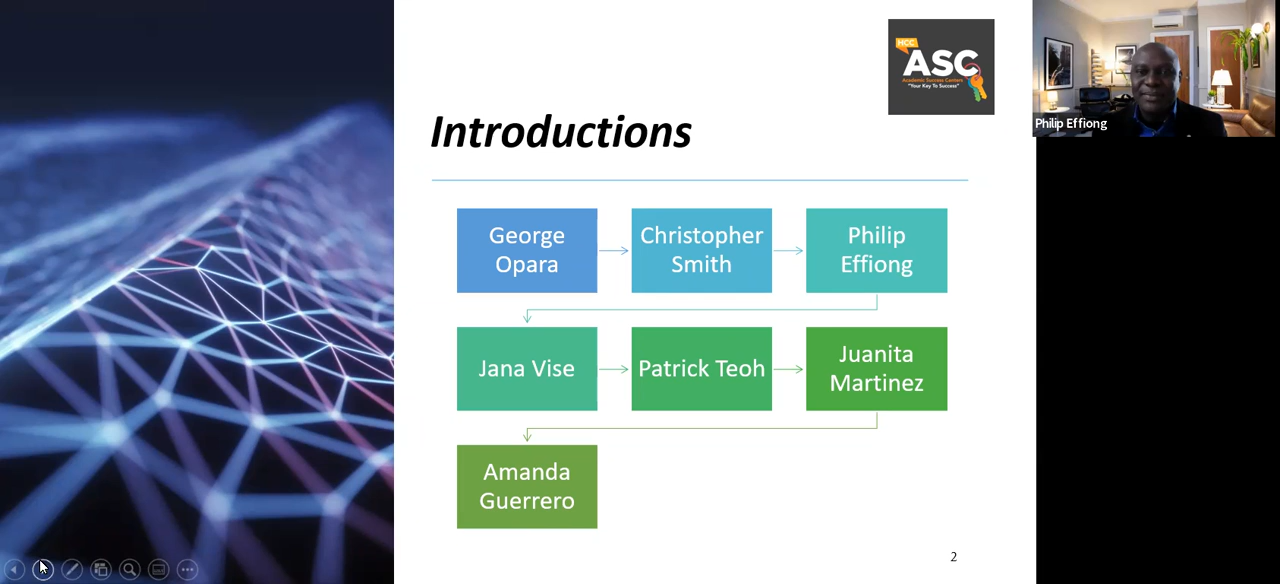 HCC
ASC
Academic Success Centers
"Your Key To Success"
Philip Effiong
Introductions
George
Opara
Christopher
Smith
Philip
Effiong
Jana Vise
Patrick Teoh
Juanita
Martinez
Amanda
Guerrero
2